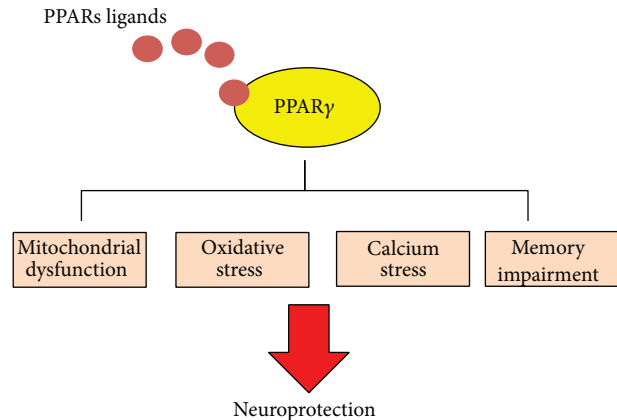 PPARs ligands
PPARγ
Mitochondrial
dysfunction
Oxidative
stress
Calcium
stress
Memory
impairment
Neuroprotection